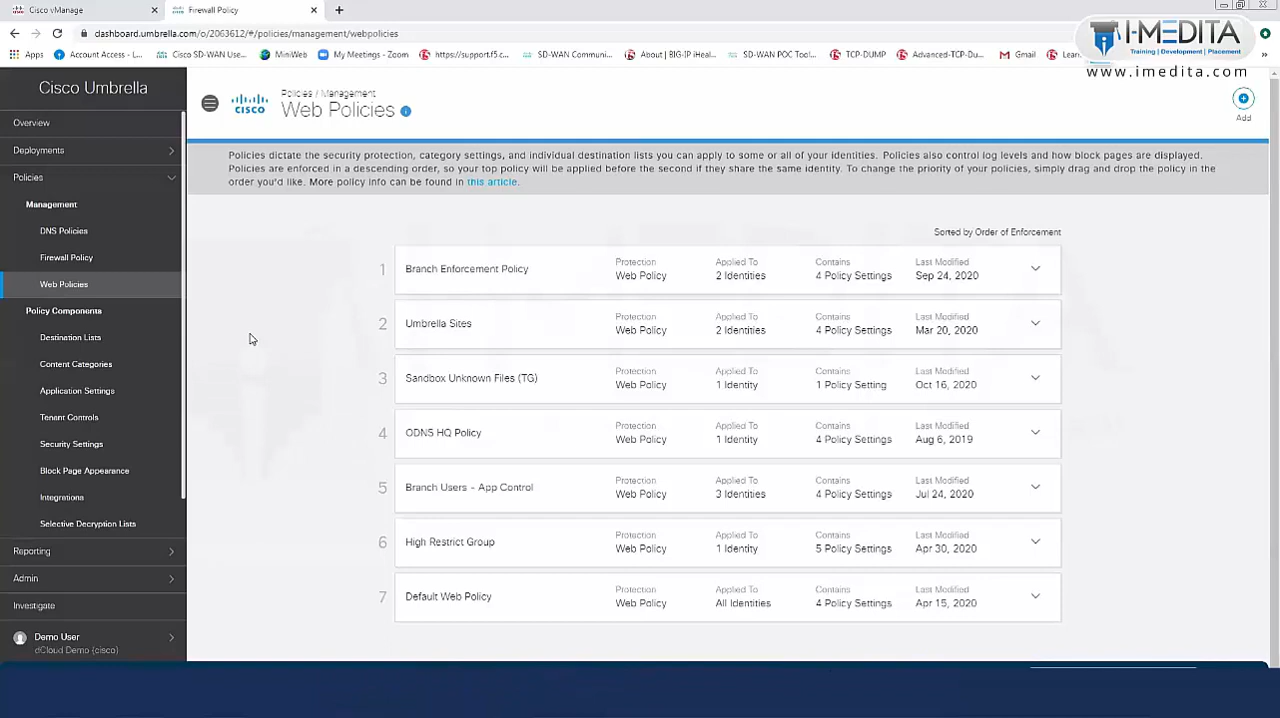 Cisco vManage
Firewall Policy
dashboard.umbrella.com/o/2063612/#/policies/management/webpolicies
Apps
Account Access - L...
Cisco SD-WAN Use...
MiniWeb
My Meetings - Zoom
https://bojangle.f5.c...
SD-WAN Communi...
About | BIG-IP iHeal...
SD-WAN POC Tool...
TCP-DUMP
Advanced-TCP-Du...
Gmail
I-MEDITA
Training | Development | Placement
www.imedita.com
Cisco Umbrella
Overview
Deployments
Policies
Management
DNS Policies
Firewall Policy
Web Policies
Policy Components
Destination Lists
Content Categories
Application Settings
Tenant Controls
Security Settings
Block Page Appearance
Integrations
Selective Decryption Lists
Reporting
Admin
Investigate
Demo User
dCloud Demo (cisco)
CISCO
Policies / Management
Web Policies
Add
Policies dictate the security protection, category settings, and individual destination lists you can apply to some or all of your identities. Policies also control log levels and how block pages are displayed.
Policies are enforced in a descending order, so your top policy will be applied before the second if they share the same identity. To change the priority of your policies, simply drag and drop the policy in the
order you'd like. More policy info can be found in this article.
Sorted by Order of Enforcement
Protection Applied To Contains Last Modified
1 Branch Enforcement Policy Web Policy 2 Identities 4 Policy Settings Sep 24, 2020
Protection Applied To Contains Last Modified
2 Umbrella Sites Web Policy 2 Identities 4 Policy Settings Mar 20, 2020
Protection Applied To Contains Last Modified
3 Sandbox Unknown Files (TG) Web Policy 1 Identity 1 Policy Setting Oct 16, 2020
Protection Applied To Contains Last Modified
4 ODNS HQ Policy Web Policy 1 Identity 4 Policy Settings Aug 6, 2019
Protection Applied To Contains Last Modified
5 Branch Users - App Control Web Policy 3 Identities 4 Policy Settings Jul 24, 2020
Protection Applied To Contains Last Modified
6 High Restrict Group Web Policy 1 Identity 5 Policy Settings Apr 30, 2020
Protection Applied To Contains Last Modified
7 Default Web Policy Web Policy All Identities 4 Policy Settings Apr 15, 2020